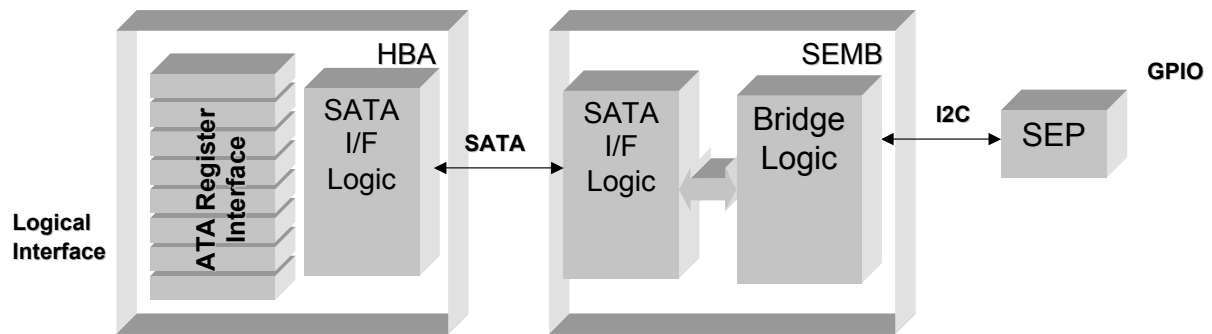 HBA
ATA Register
Interface
SATA
I/F
Logic
Logical
Interface
SATA
SEMB
SATA
I/F
Logic
Bridge
Logic
I2C
SEP
GPIO